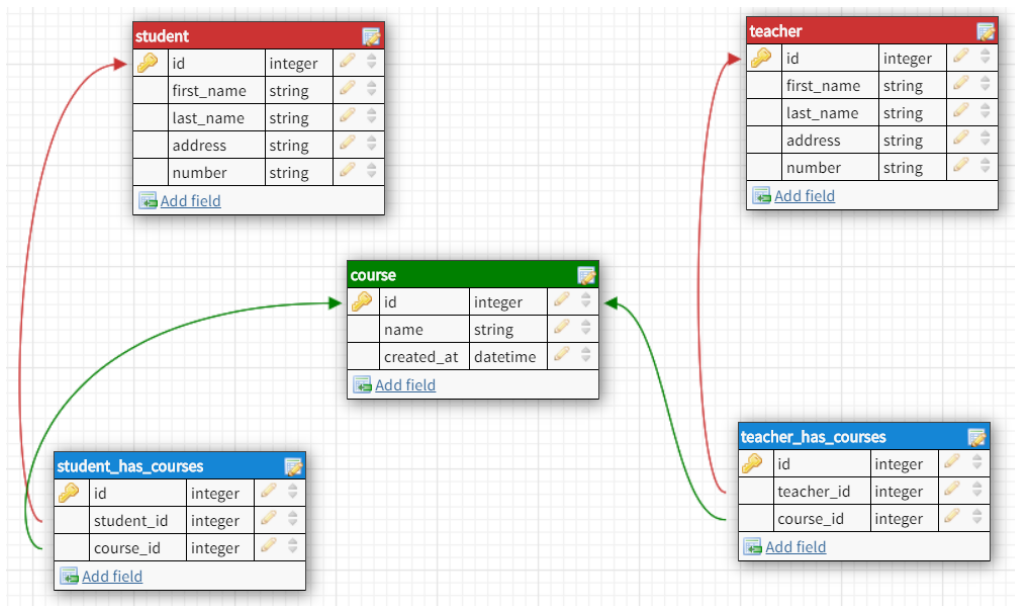 student
id integer
first_name string
last_name string
address string
number string
Add field
teacher
id integer
first_name string
last_name string
address string
number string
Add field
course
id integer
name string
created_at datetime
Add field
student_has_courses
id integer
student_id integer
course_id integer
Add field
teacher_has_courses
id integer
teacher_id integer
course_id integer
Add field